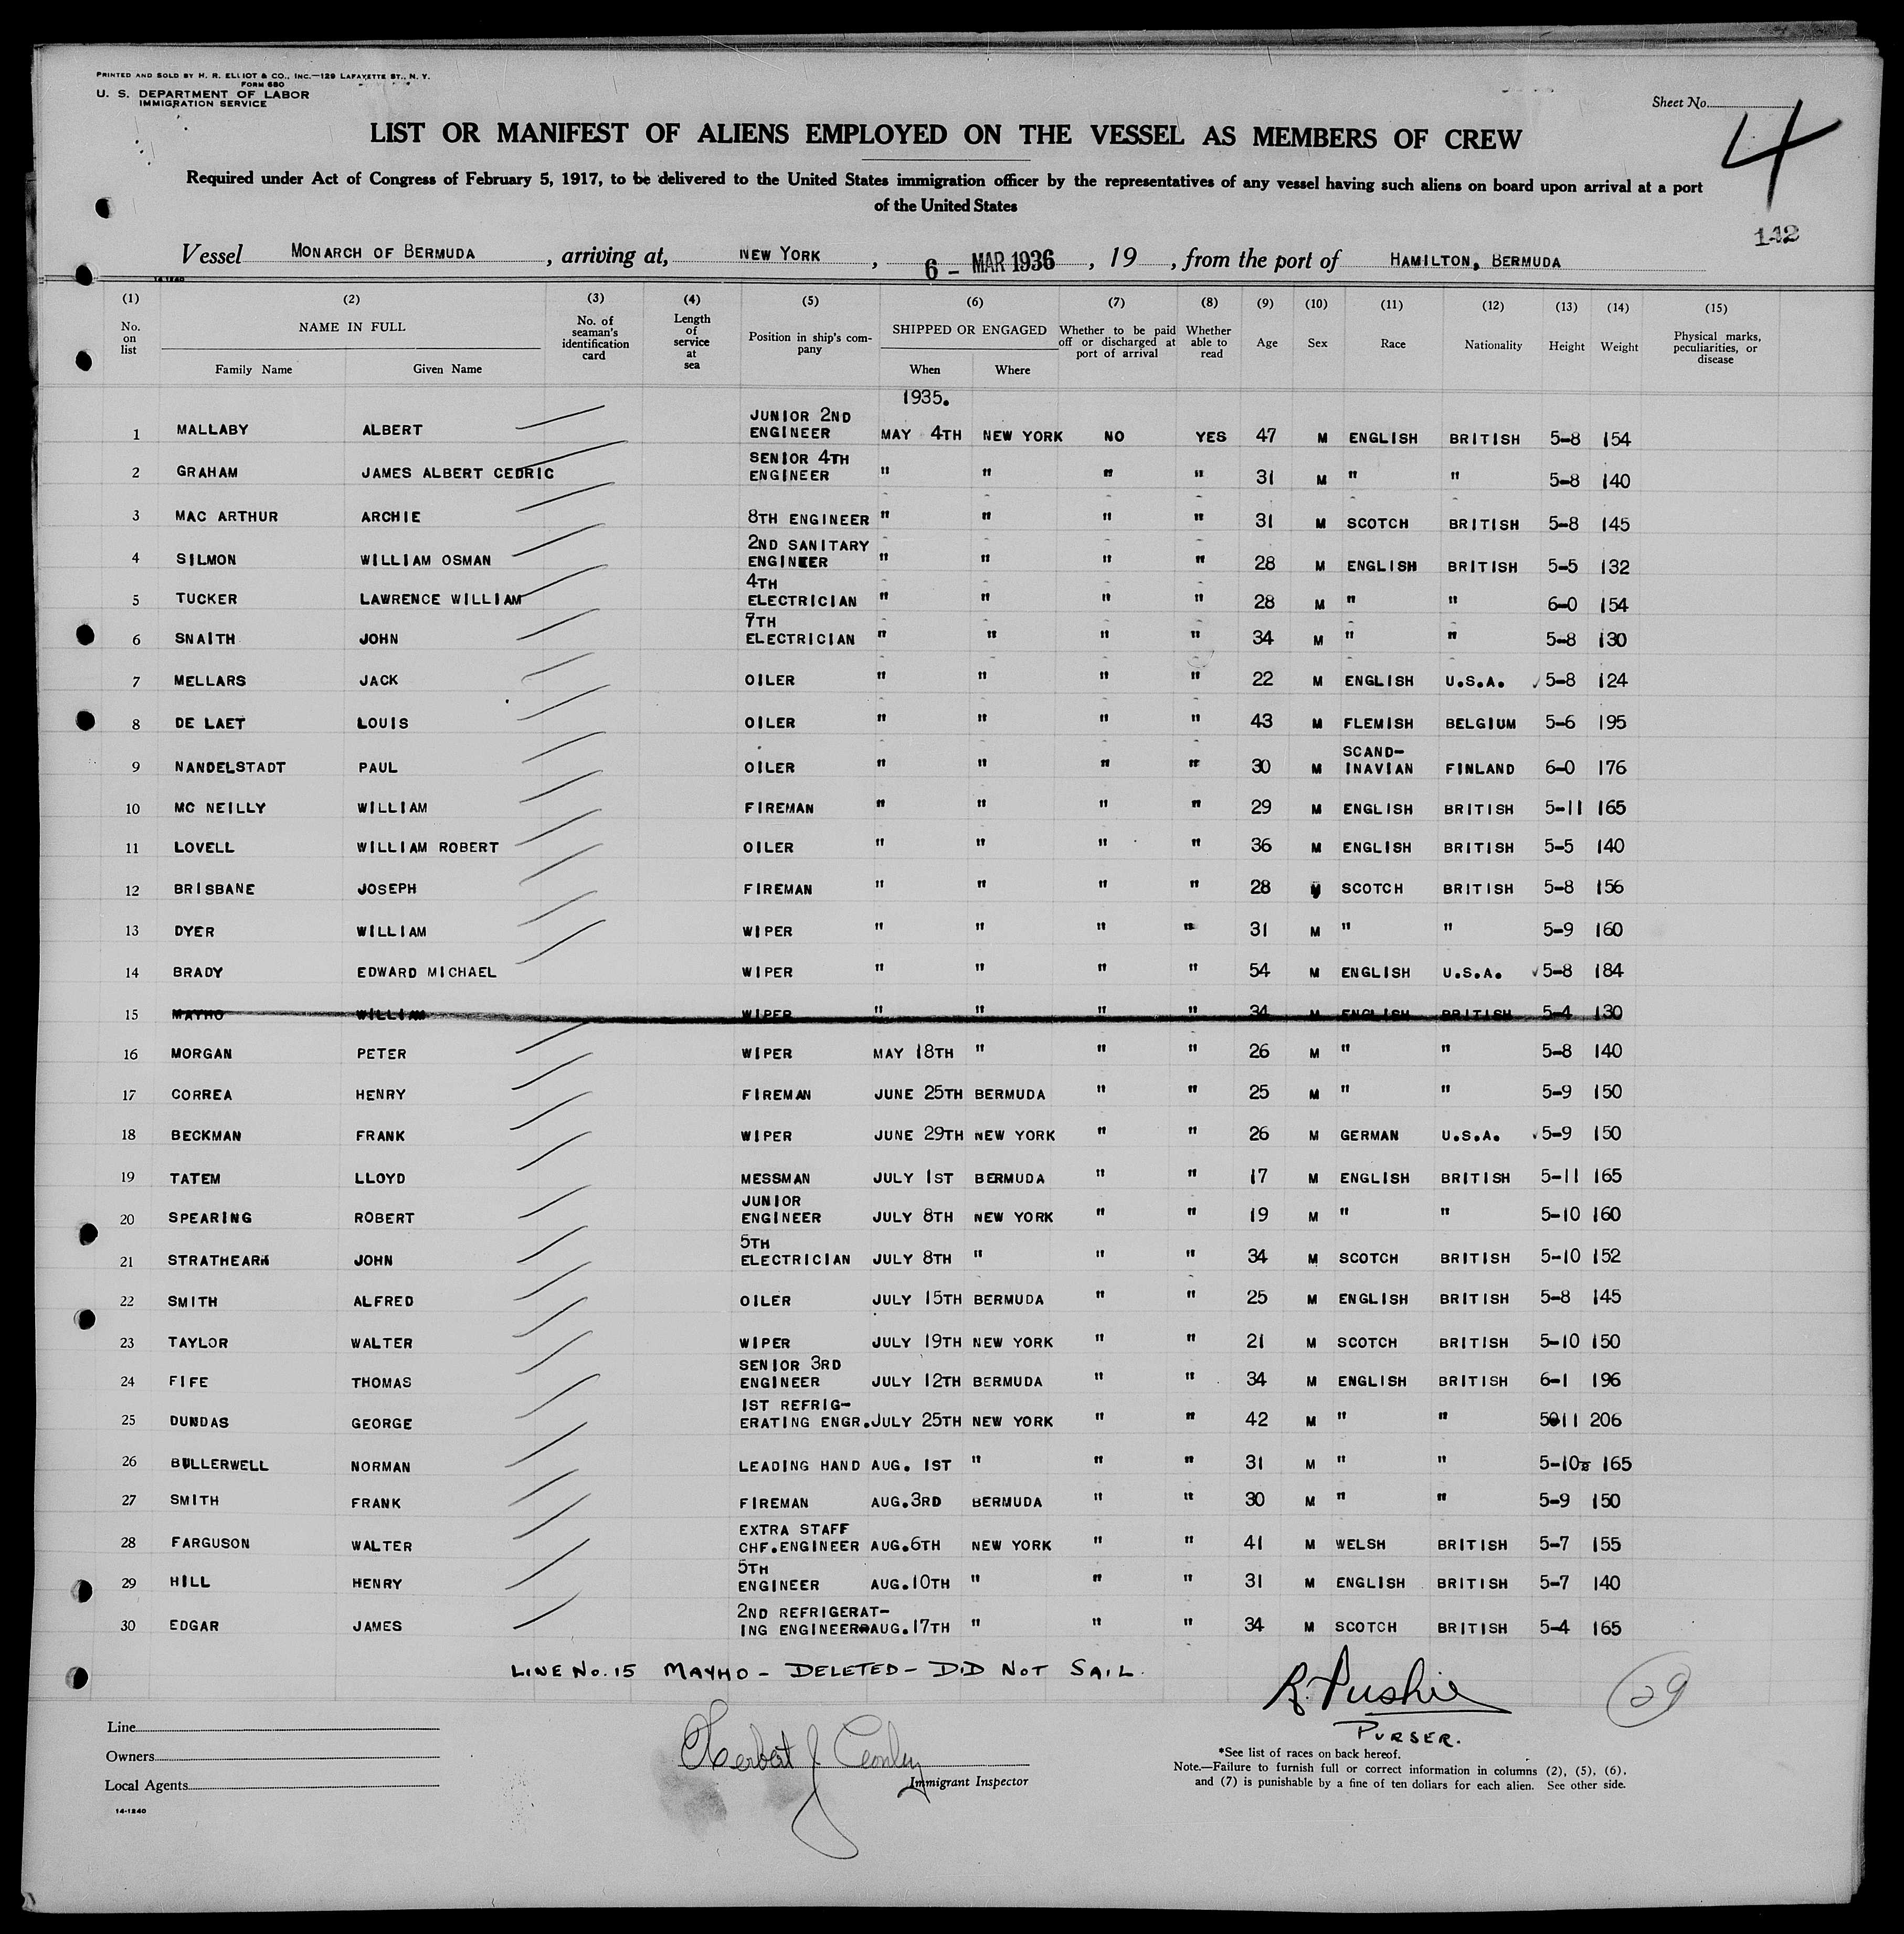 PRINTED AND SOLD BY H. R. ELLIOT & CO., INC.—129 LAFAYETTE ST., N. Y.
FORM 680
U. S. DEPARTMENT OF LABOR
IMMIGRATION SERVICE
Sheet No.
4
LIST OR MANIFEST OF ALIENS EMPLOYED ON THE VESSEL AS MEMBERS OF CREW
Required under Act of Congress of February 5, 1917, to be delivered to the United States immigration officer by the representatives of any vessel having such aliens on board upon arrival at a port
of the United States
142
Vessel MONARCH OF BERMUDA, arriving at, NEW YORK, 6 - MAR 1936, 19, from the port of HAMILTON, BERMUDA
14-1240
(1) (2) (3) (4) (5) (6) (7) (8) (9) (10) (11) (12) (13) (14) (15)
No. on list NAME IN FULL Family Name Given Name No. of seaman's identification card Length of service at sea Position in ship's company SHIPPED OR ENGAGED When Where Whether to be paid off or discharged at port of arrival Whether able to read Age Sex Race Nationality Height Weight Physical marks, peculiarities, or disease
1935.
1 MALLABY ALBERT JUNIOR 2ND ENGINEER MAY 4TH NEW YORK NO YES 47 M ENGLISH BRITISH 5-8 154
2 GRAHAM JAMES ALBERT CEDRIC SENIOR 4TH ENGINEER " " " " 31 M " " 5-8 140
3 MAC ARTHUR ARCHIE 8TH ENGINEER " " " " 31 M SCOTCH BRITISH 5-8 145
4 SILMON WILLIAM OSMAN 2ND SANITARY ENGINEER " " " " 28 M ENGLISH BRITISH 5-5 132
5 TUCKER LAWRENCE WILLIAM 4TH ELECTRICIAN " " " " 28 M " " 6-0 154
6 SNAITH JOHN 7TH ELECTRICIAN " " " " 34 M " " 5-8 130
7 MELLARS JACK OILER " " " " 22 M ENGLISH U.S.A. ✓ 5-8 124
8 DE LAET LOUIS OILER " " " " 43 M FLEMISH BELGIUM 5-6 195
9 NANDELSTADT PAUL OILER " " " " 30 M SCAND-INAVIAN FINLAND 6-0 176
10 MC NEILLY WILLIAM FIREMAN " " " " 29 M ENGLISH BRITISH 5-11 165
11 LOVELL WILLIAM ROBERT OILER " " " " 36 M ENGLISH BRITISH 5-5 140
12 BRISBANE JOSEPH FIREMAN " " " " 28 M SCOTCH BRITISH 5-8 156
13 DYER WILLIAM WIPER " " " " 31 M " " 5-9 160
14 BRADY EDWARD MICHAEL WIPER " " " " 54 M ENGLISH U.S.A. ✓ 5-8 184
15 MAYHO WILLIAM WIPER " " " " 34 M ENGLISH BRITISH 5-4 130
16 MORGAN PETER WIPER MAY 18TH " " " 26 M " " 5-8 140
17 CORREA HENRY FIREMAN JUNE 25TH BERMUDA " " 25 M " " 5-9 150
18 BECKMAN FRANK WIPER JUNE 29TH NEW YORK " " 26 M GERMAN U.S.A. ✓ 5-9 150
19 TATEM LLOYD MESSMAN JULY 1ST BERMUDA " " 17 M ENGLISH BRITISH 5-11 165
20 SPEARING ROBERT JUNIOR ENGINEER JULY 8TH NEW YORK " " 19 M " " 5-10 160
21 STRATHEARN JOHN 5TH ELECTRICIAN JULY 8TH " " " 34 M SCOTCH BRITISH 5-10 152
22 SMITH ALFRED OILER JULY 15TH BERMUDA " " 25 M ENGLISH BRITISH 5-8 145
23 TAYLOR WALTER WIPER JULY 19TH NEW YORK " " 21 M SCOTCH BRITISH 5-10 150
24 FIFE THOMAS SENIOR 3RD ENGINEER JULY 12TH BERMUDA " " 34 M ENGLISH BRITISH 6-1 196
25 DUNDAS GEORGE 1ST REFRIG-ERATING ENGR. JULY 25TH NEW YORK " " 42 M " " 5-11 206
26 BULLERWELL NORMAN LEADING HAND AUG. 1ST " " " 31 M " " 5-10 165
27 SMITH FRANK FIREMAN AUG.3RD BERMUDA " " 30 M " " 5-9 150
28 FARGUSON WALTER EXTRA STAFF CHF.ENGINEER AUG.6TH NEW YORK " " 41 M WELSH BRITISH 5-7 155
29 HILL HENRY 5TH ENGINEER AUG.10TH " " " 31 M ENGLISH BRITISH 5-7 140
30 EDGAR JAMES 2ND REFRIGERAT-ING ENGINEER AUG.17TH " " " 34 M SCOTCH BRITISH 5-4 165
LINE NO. 15 MAYHO - DELETED - DID NOT SAIL.
R. Pushie
PURSER.
29
Line
Owners
Local Agents
14-1240
Herbert J Conley
Immigrant Inspector
*See list of races on back hereof.
Note.—Failure to furnish full or correct information in columns (2), (5), (6),
and (7) is punishable by a fine of ten dollars for each alien. See other side.